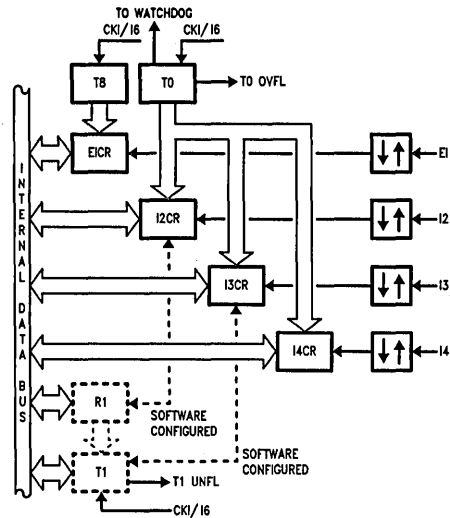 TO WATCHDOG
CKI/16
CKI/16
T8
T0
T0 OVFL
EICR
EI
I2CR
I2
I3CR
I3
I4CR
I4
INTERNAL DATA BUS
R1
SOFTWARE
CONFIGURED
SOFTWARE
CONFIGURED
T1
T1 UNFL
CKI/16